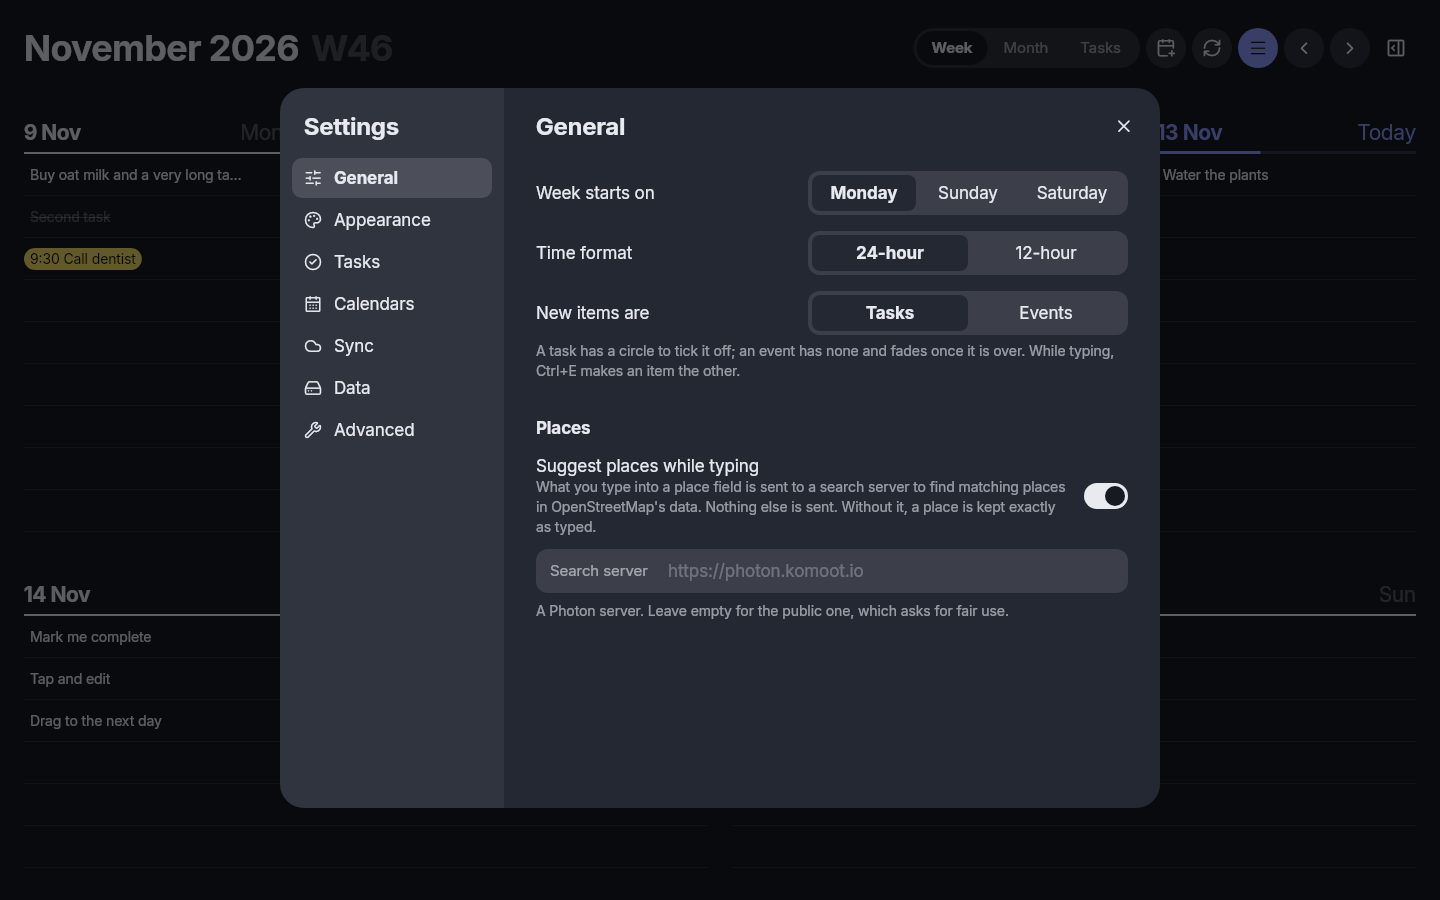 November 2026 W46
Week
Month
Tasks
9 Nov
Mon
13 Nov
Today
Buy oat milk and a very long ta...
Second task
9:30 Call dentist
Water the plants
14 Nov
Sun
Mark me complete
Tap and edit
Drag to the next day
Settings
General
Appearance
Tasks
Calendars
Sync
Data
Advanced
General
Week starts on
Monday
Sunday
Saturday
Time format
24-hour
12-hour
New items are
Tasks
Events
A task has a circle to tick it off; an event has none and fades once it is over. While typing,
Ctrl+E makes an item the other.
Places
Suggest places while typing
What you type into a place field is sent to a search server to find matching places
in OpenStreetMap's data. Nothing else is sent. Without it, a place is kept exactly
as typed.
Search server
https://photon.komoot.io
A Photon server. Leave empty for the public one, which asks for fair use.